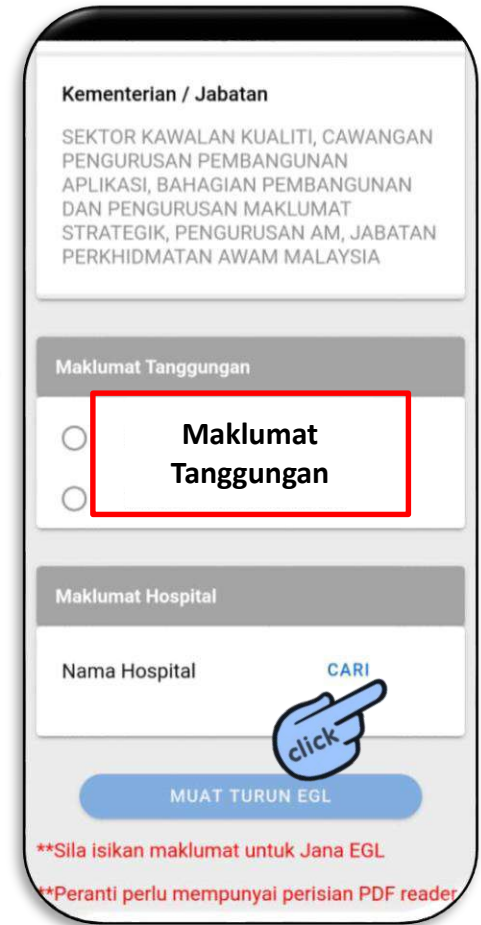 Kementerian / Jabatan
SEKTOR KAWALAN KUALITI, CAWANGAN
PENGURUSAN PEMBANGUNAN
APLIKASI, BAHAGIAN PEMBANGUNAN
DAN PENGURUSAN MAKLUMAT
STRATEGIK, PENGURUSAN AM, JABATAN
PERKHIDMATAN AWAM MALAYSIA
Maklumat Tanggungan
Maklumat
Tanggungan
Maklumat Hospital
Nama Hospital CARI
click
MUAT TURUN EGL
**Sila isikan maklumat untuk Jana EGL
**Peranti perlu mempunyai perisian PDF reader